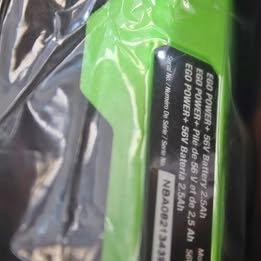 EGO POWER+ 56V Battery 2.5Ah
EGO POWER+ Pile de 56 V et de 2,5 Ah
EGO POWER+ 56V Batería 2.5Ah
Serial No./ Numéro De Série / Serie No.